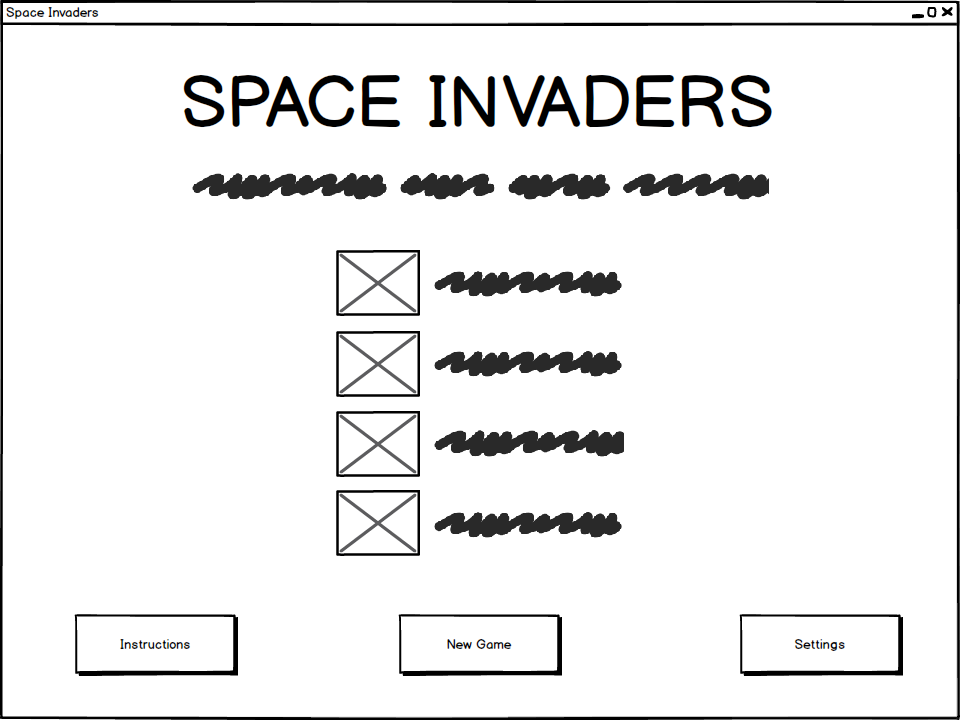 Space Invaders
SPACE INVADERS
Instructions
New Game
Settings